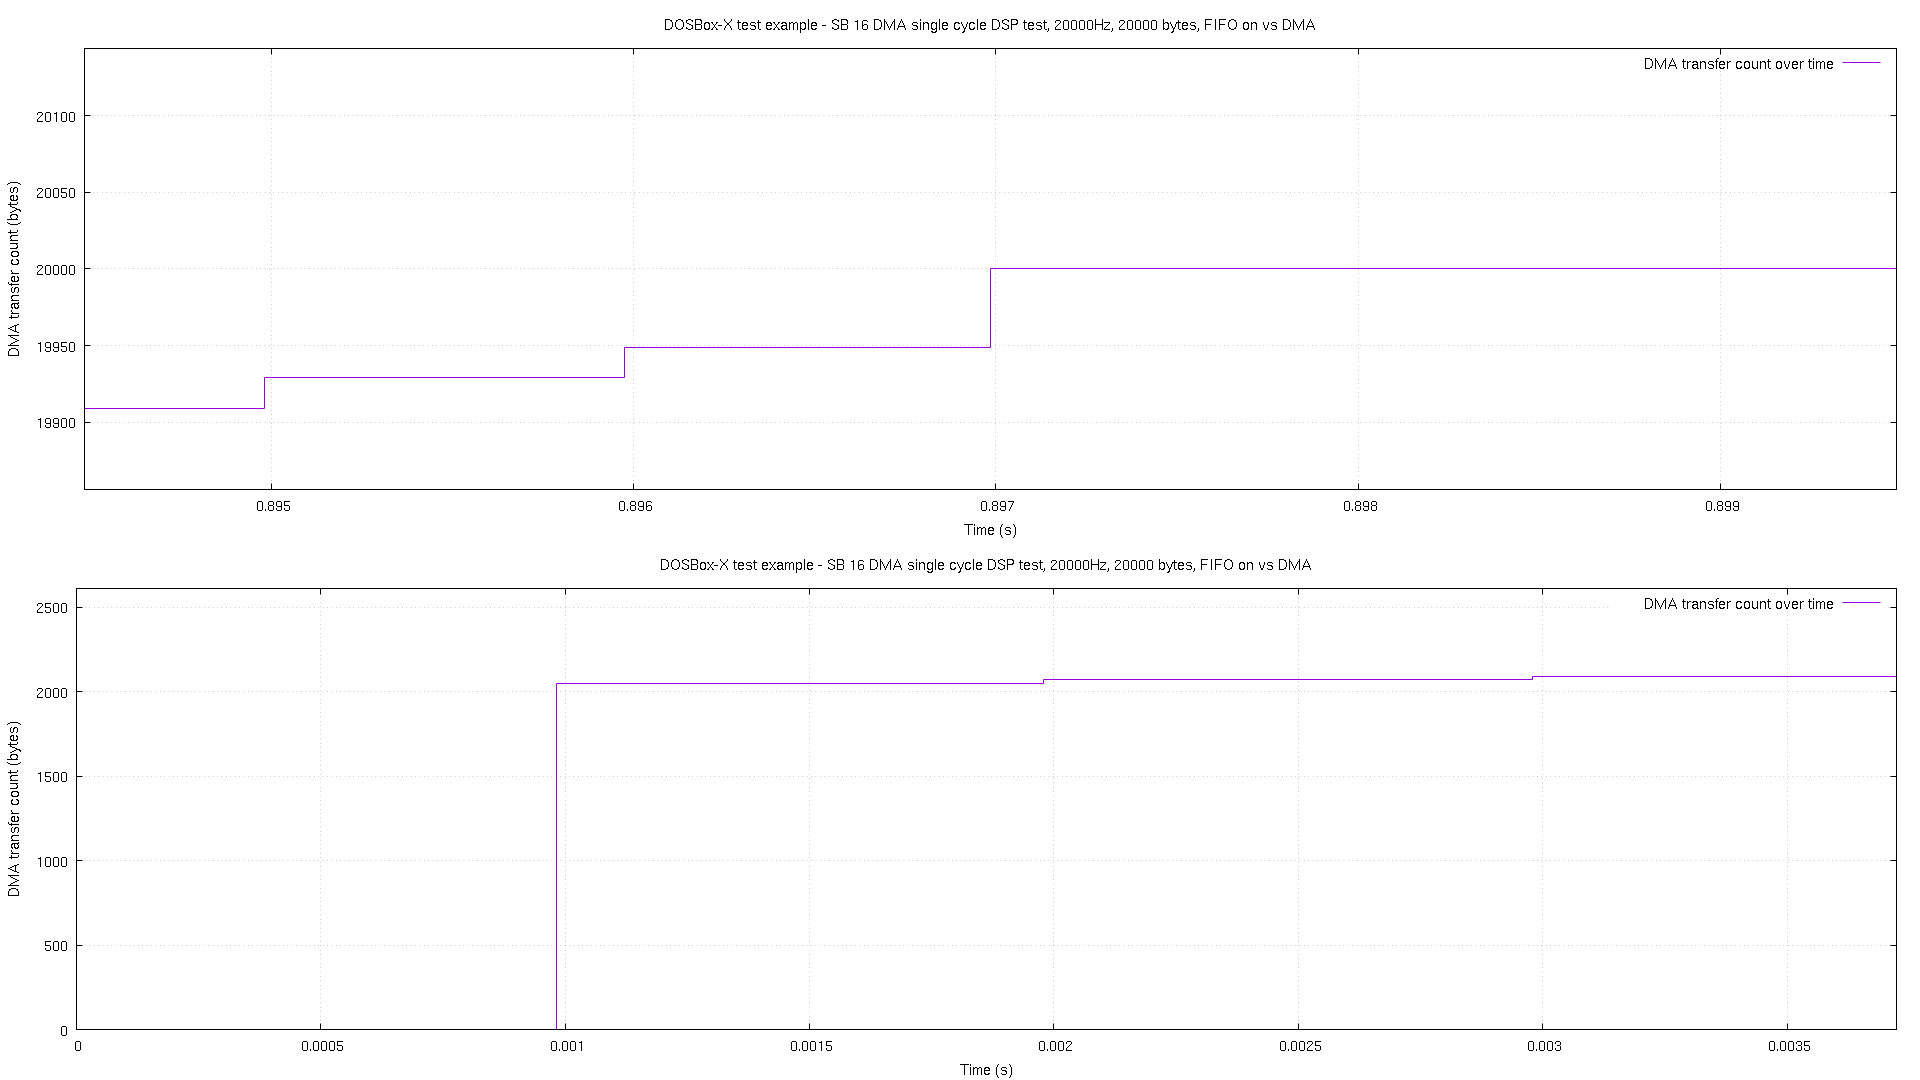 DOSBox-X test example - SB 16 DMA single cycle DSP test, 20000Hz, 20000 bytes, FIFO on vs DMA
DMA transfer count over time
20100
20050
20000
19950
19900
DMA transfer count (bytes)
0.895 0.896 0.897 0.898 0.899
Time (s)
DOSBox-X test example - SB 16 DMA single cycle DSP test, 20000Hz, 20000 bytes, FIFO on vs DMA
DMA transfer count over time
2500
2000
1500
1000
500
0
DMA transfer count (bytes)
0 0.0005 0.001 0.0015 0.002 0.0025 0.003 0.0035
Time (s)